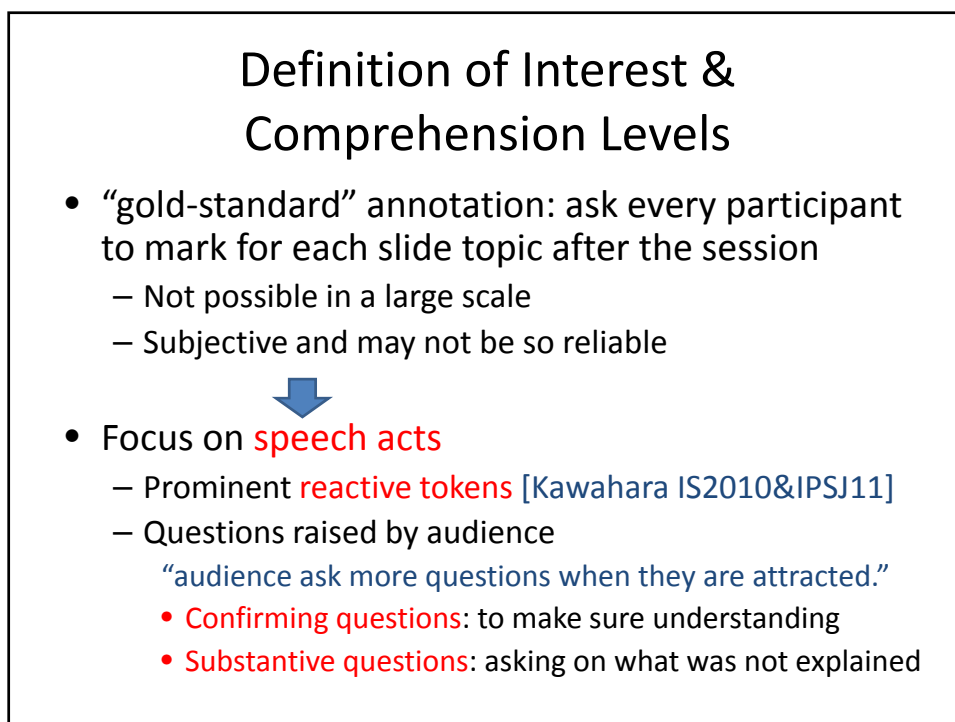 Definition of Interest &
Comprehension Levels
• “gold-standard” annotation: ask every participant
to mark for each slide topic after the session
– Not possible in a large scale
– Subjective and may not be so reliable
• Focus on speech acts
– Prominent reactive tokens [Kawahara IS2010&IPSJ11]
– Questions raised by audience
“audience ask more questions when they are attracted.”
• Confirming questions: to make sure understanding
• Substantive questions: asking on what was not explained